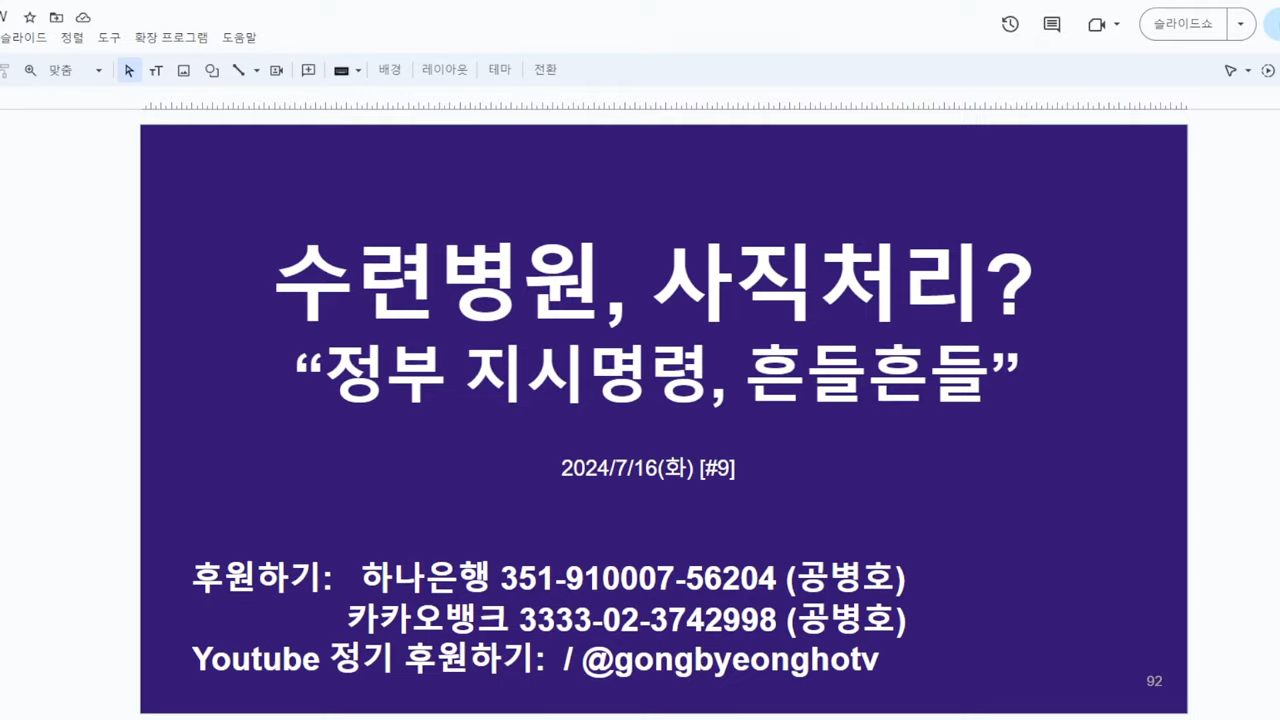 슬라이드 정렬 도구 확장 프로그램 도움말
슬라이드쇼
맞춤 배경 레이아웃 테마 전환
수련병원, 사직처리?
“정부 지시명령, 흔들흔들”
2024/7/16(화) [#9]
후원하기: 하나은행 351-910007-56204 (공병호)
카카오뱅크 3333-02-3742998 (공병호)
Youtube 정기 후원하기: / @gongbyeonghotv
92